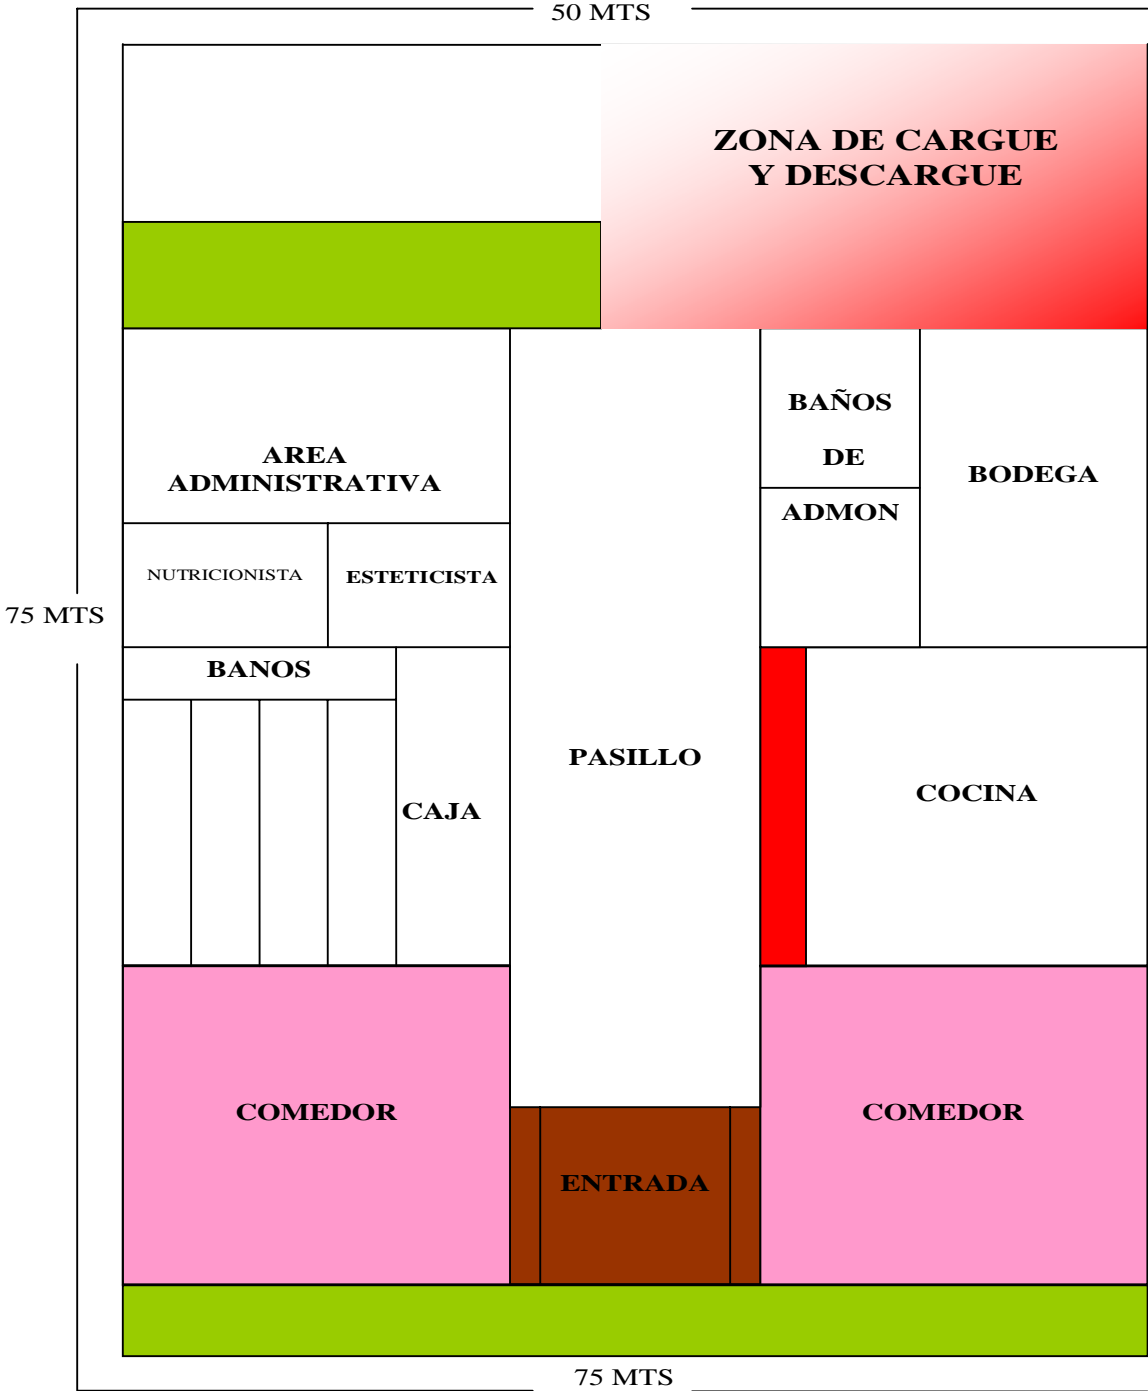 50 MTS
ZONA DE CARGUE
Y DESCARGUE
BAÑOS
DE
ADMON
BODEGA
AREA
ADMINISTRATIVA
NUTRICIONISTA
ESTETICISTA
75 MTS
BANOS
PASILLO
COCINA
CAJA
COMEDOR
COMEDOR
ENTRADA
75 MTS